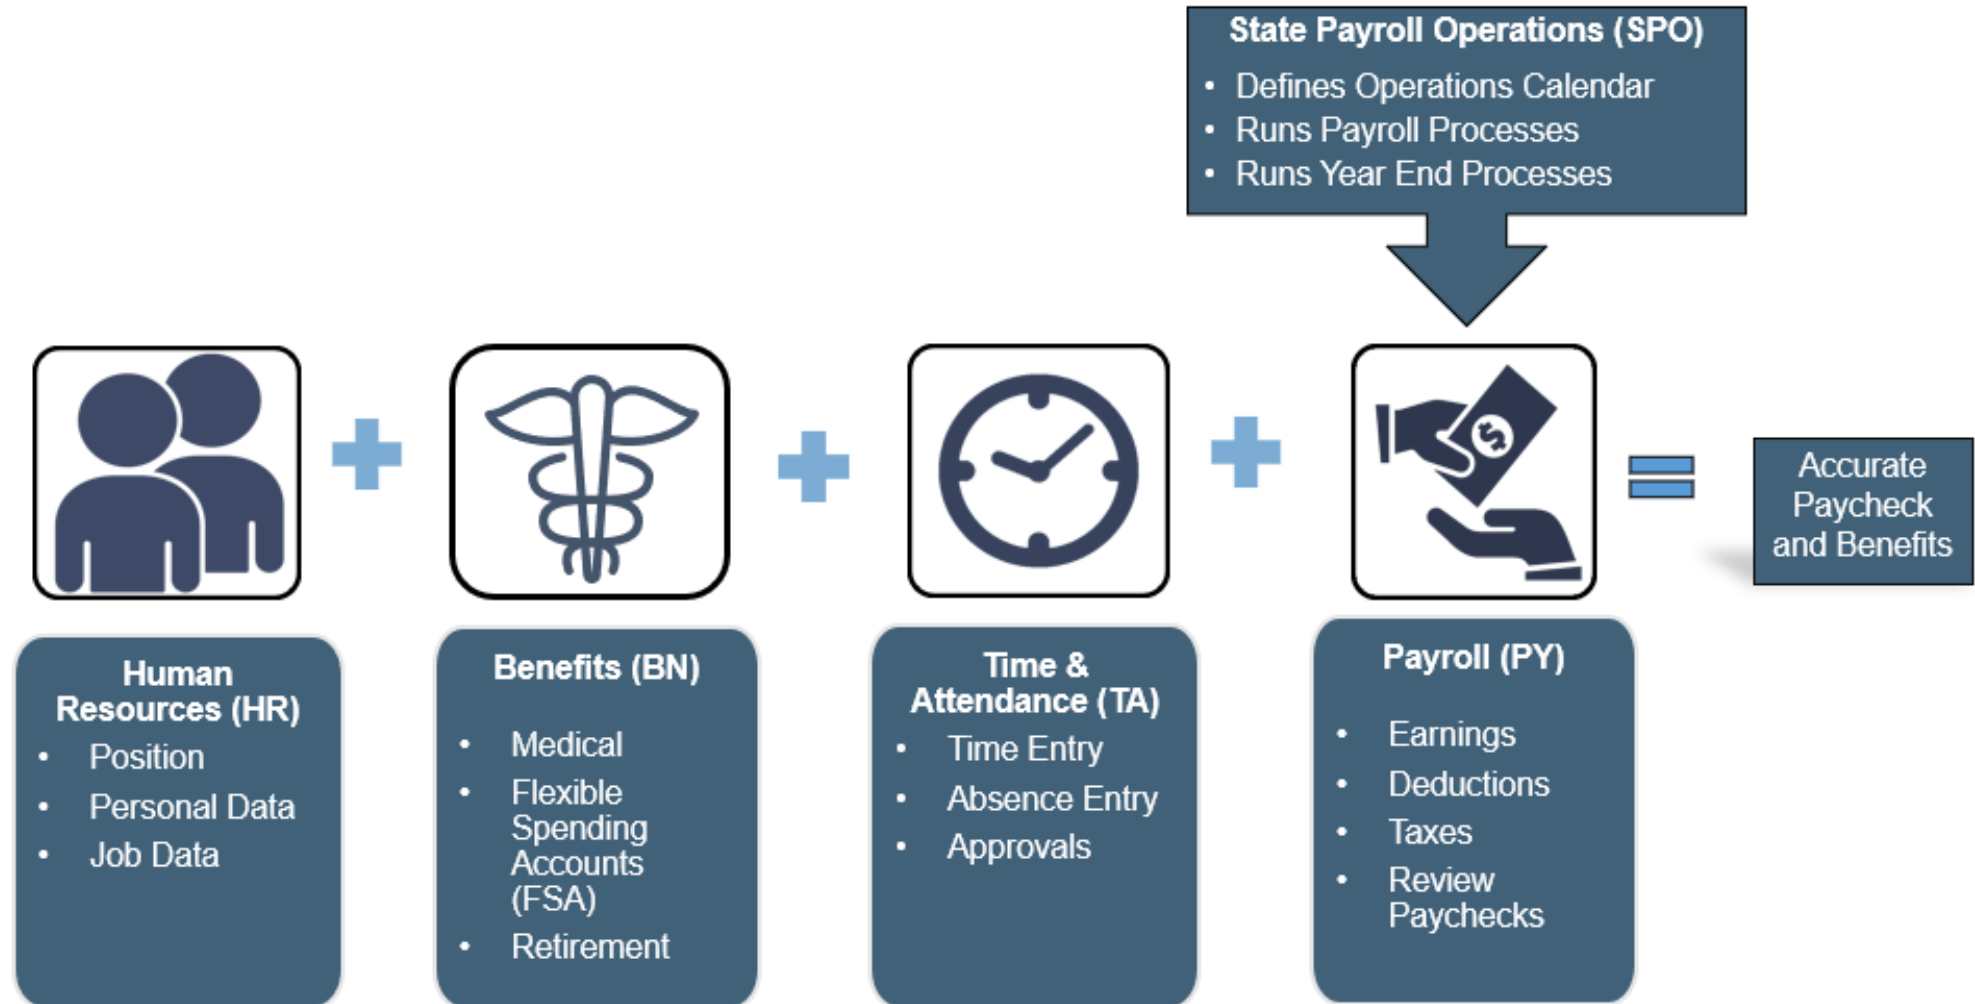 State Payroll Operations (SPO)
• Defines Operations Calendar
• Runs Payroll Processes
• Runs Year End Processes
$
Accurate
Paycheck
and Benefits
Human
Resources (HR)
• Position
• Personal Data
• Job Data
Benefits (BN)
• Medical
• Flexible
Spending
Accounts
(FSA)
• Retirement
Time &
Attendance (TA)
• Time Entry
• Absence Entry
• Approvals
Payroll (PY)
• Earnings
• Deductions
• Taxes
• Review
Paychecks